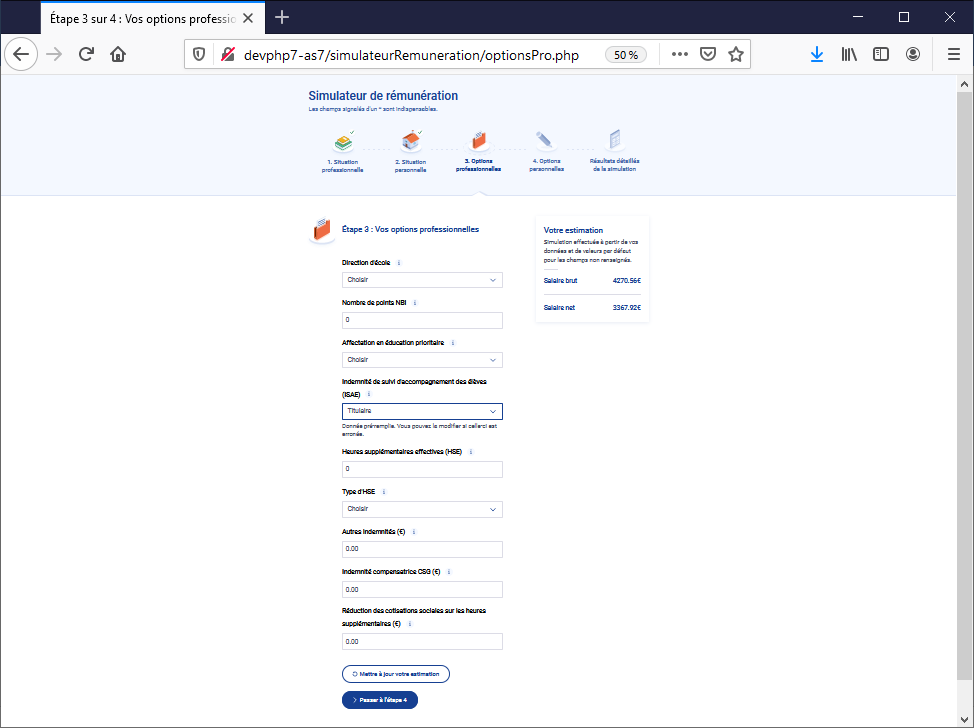 Étape 3 sur 4 : Vos options professio
devphp7-as7/simulateurRemuneration/optionsPro.php
50 %
Simulateur de rémunération
Les champs signalés d'un * sont indispensables.
1. Situation
professionnelle
2. Situation
personnelle
3. Options
professionnelles
4. Options
personnelles
Résultats détaillés
de la simulation
Étape 3 : Vos options professionnelles
Direction d'école
Choisir
Nombre de points NBI
0
Affectation en éducation prioritaire
Choisir
Indemnité de suivi d'accompagnement des élèves
(ISAE)
Titulaire
Donnée préremplie. Vous pouvez la modifier si celle-ci est
erronée.
Heures supplémentaires effectives (HSE)
0
Type d'HSE
Choisir
Autres indemnités (€)
0.00
Indemnité compensatrice CSG (€)
0.00
Réduction des cotisations sociales sur les heures
supplémentaires (€)
0.00
Mettre à jour votre estimation
Passer à l'étape 4
Votre estimation
Simulation effectuée à partir de vos
données et de valeurs par défaut
pour les champs non renseignés.
Salaire brut 4270.56€
Salaire net 3367.92€